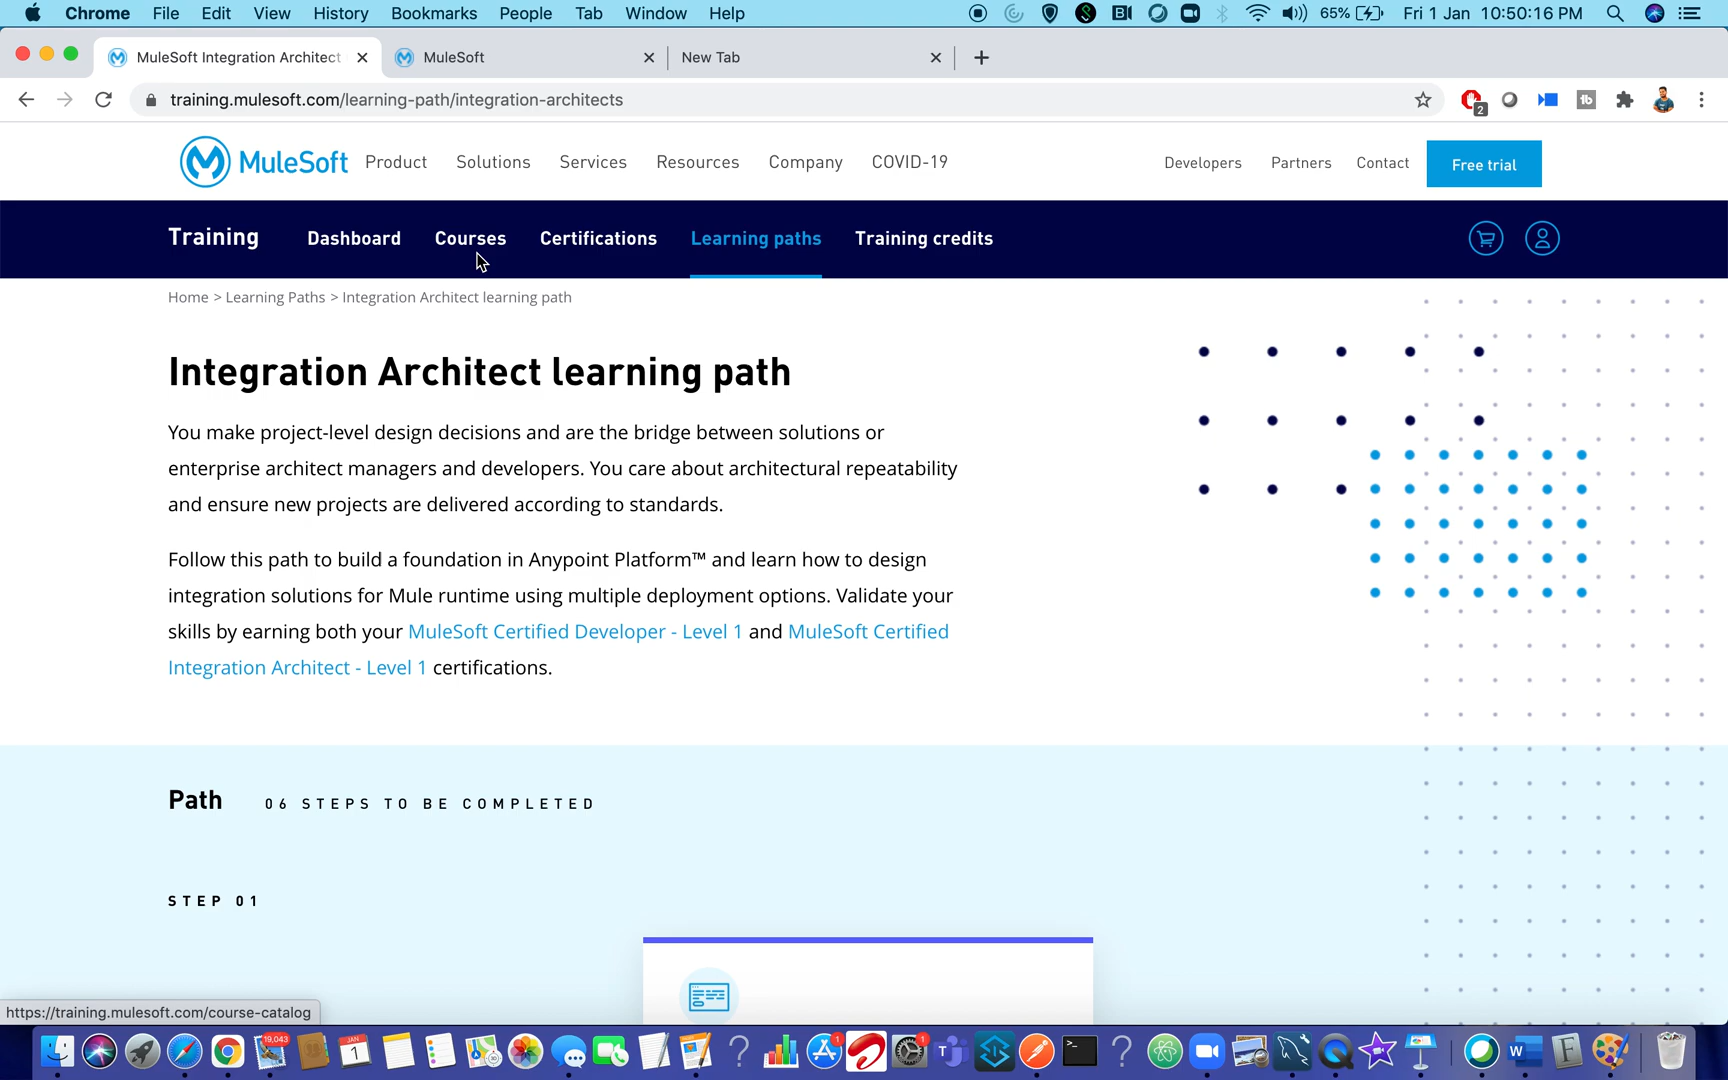 Chrome File Edit View History Bookmarks People Tab Window Help 65% Fri 1 Jan 10:50:16 PM
MuleSoft Integration Architect MuleSoft New Tab
training.mulesoft.com/learning-path/integration-architects 2
MuleSoft Product Solutions Services Resources Company COVID-19 Developers Partners Contact Free trial
Training Dashboard Courses Certifications Learning paths Training credits
Home > Learning Paths > Integration Architect learning path
Integration Architect learning path
You make project-level design decisions and are the bridge between solutions or
enterprise architect managers and developers. You care about architectural repeatability
and ensure new projects are delivered according to standards.
Follow this path to build a foundation in Anypoint Platform™ and learn how to design
integration solutions for Mule runtime using multiple deployment options. Validate your
skills by earning both your MuleSoft Certified Developer - Level 1 and MuleSoft Certified
Integration Architect - Level 1 certifications.
Path 06 STEPS TO BE COMPLETED
STEP 01
https://training.mulesoft.com/course-catalog
19,043 JAN 1 1 1